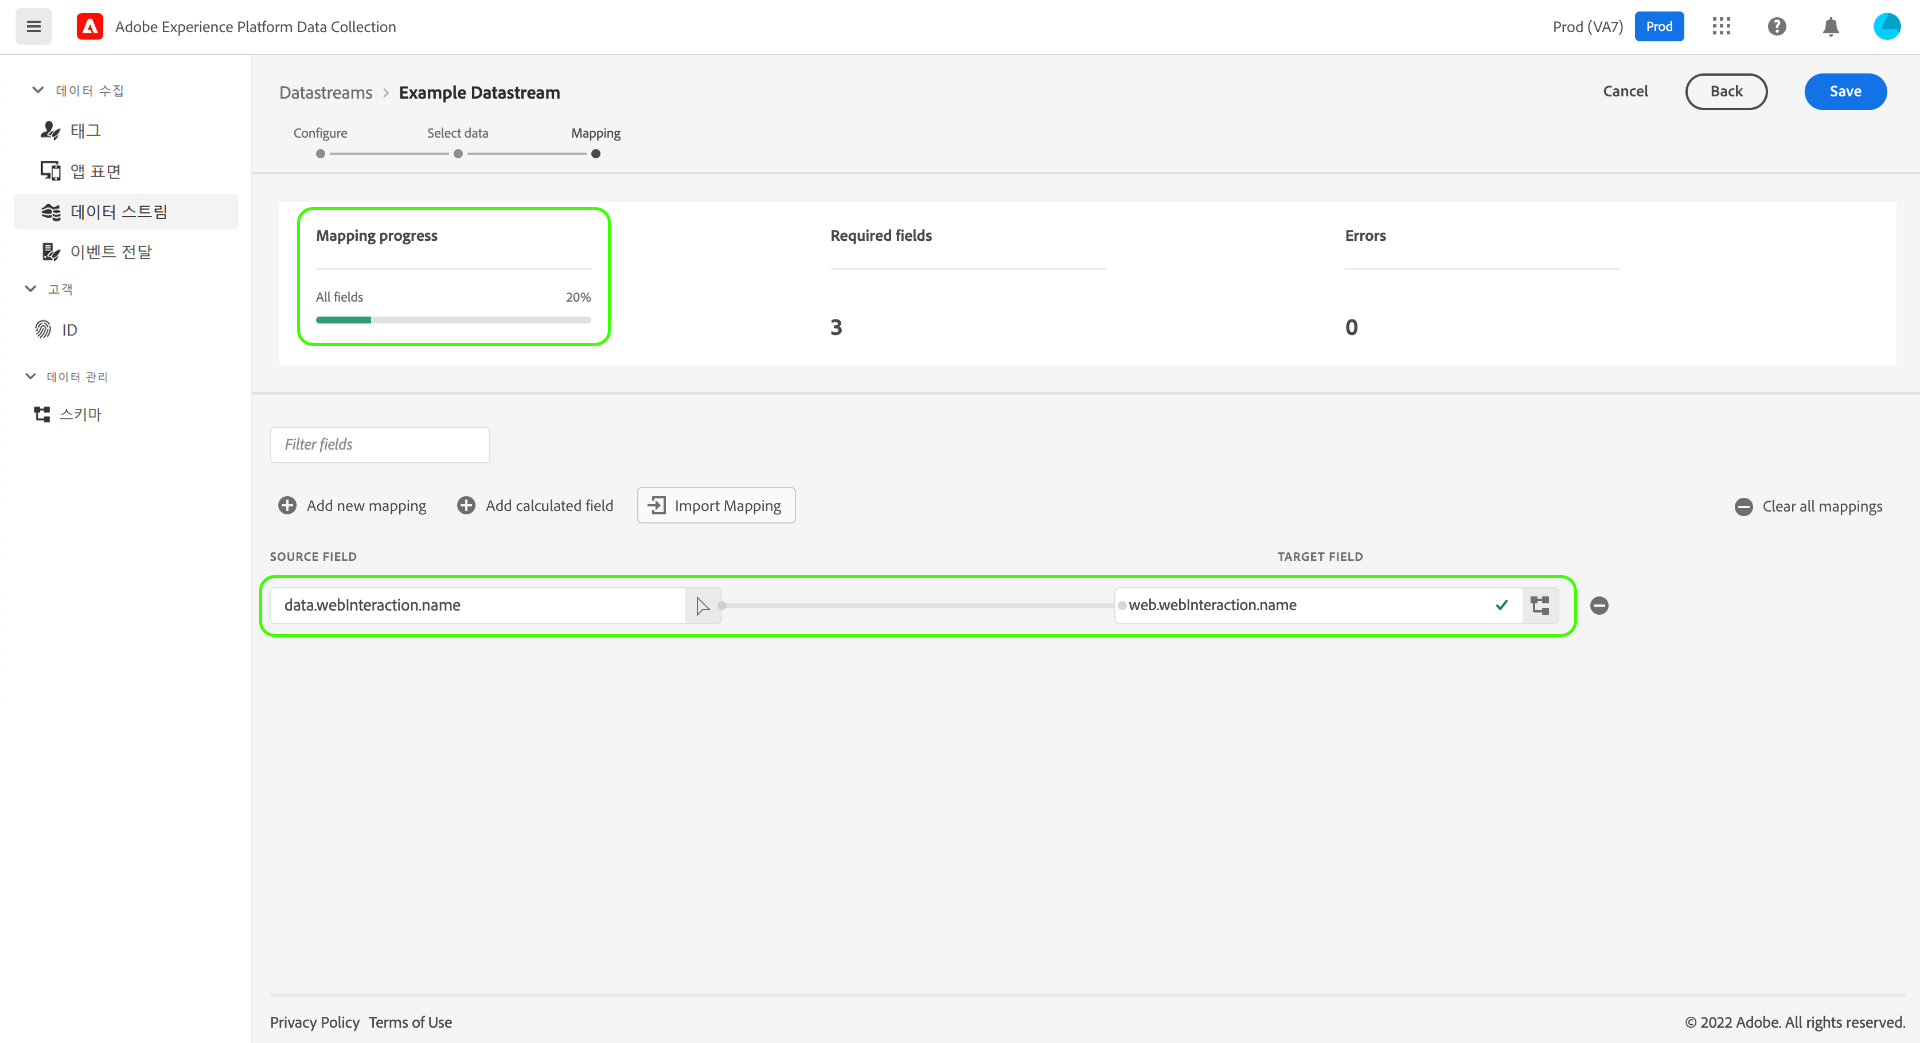 Adobe Experience Platform Data Collection
Prod (VA7)
Prod
데이터 수집
태그
앱 표면
데이터 스트림
이벤트 전달
고객
ID
데이터 관리
스키마
Datastreams > Example Datastream
Cancel
Back
Save
Configure
Select data
Mapping
Mapping progress
All fields
20%
Required fields
3
Errors
0
Filter fields
Add new mapping
Add calculated field
Import Mapping
Clear all mappings
SOURCE FIELD
TARGET FIELD
data.webInteraction.name
web.webInteraction.name
Privacy Policy
Terms of Use
© 2022 Adobe. All rights reserved.